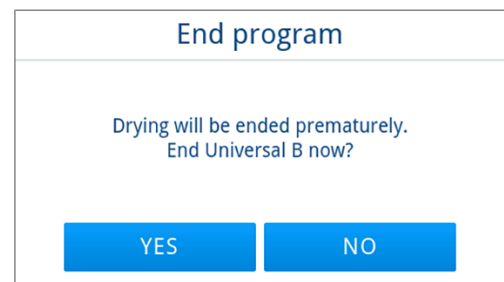 End program
Drying will be ended prematurely.
End Universal B now?
YES
NO